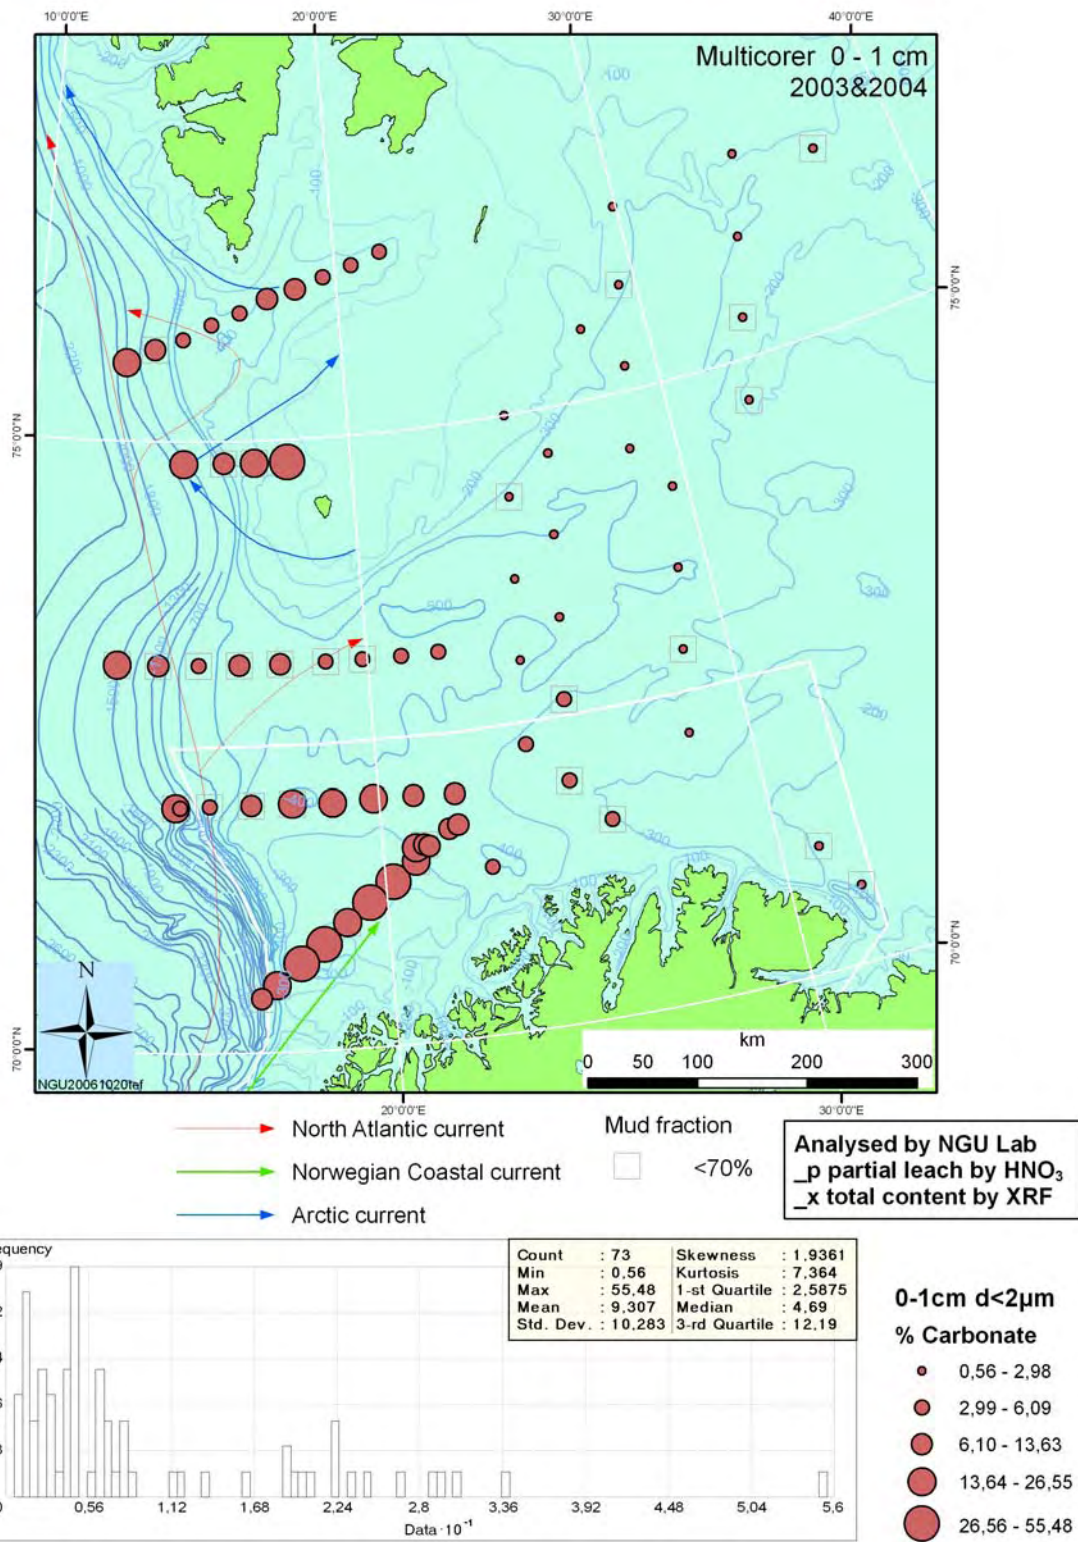 10°0'0"E
20°0'0"E
30°0'0"E
40°0'0"E
Multicorer 0 - 1 cm
2003&2004
75°0'0"N
75°0'0"N
70°0'0"N
70°0'0"N
N
NGU20061020tef
km
0 50 100 200 300
20°0'0"E
30°0'0"E
North Atlantic current
Norwegian Coastal current
Arctic current
Mud fraction
<70%
Analysed by NGU Lab
_p partial leach by HNO₃
_x total content by XRF
equency
Count : 73 Skewness : 1,9361
Min : 0,56 Kurtosis : 7,364
Max : 55,48 1-st Quartile : 2,5875
Mean : 9,307 Median : 4,69
Std. Dev. : 10,283 3-rd Quartile : 12,19
0 0,56 1,12 1,68 2,24 2,8 3,36 3,92 4,48 5,04 5,6
Data·10⁻¹
0-1cm d<2µm
% Carbonate
0,56 - 2,98
2,99 - 6,09
6,10 - 13,63
13,64 - 26,55
26,56 - 55,48